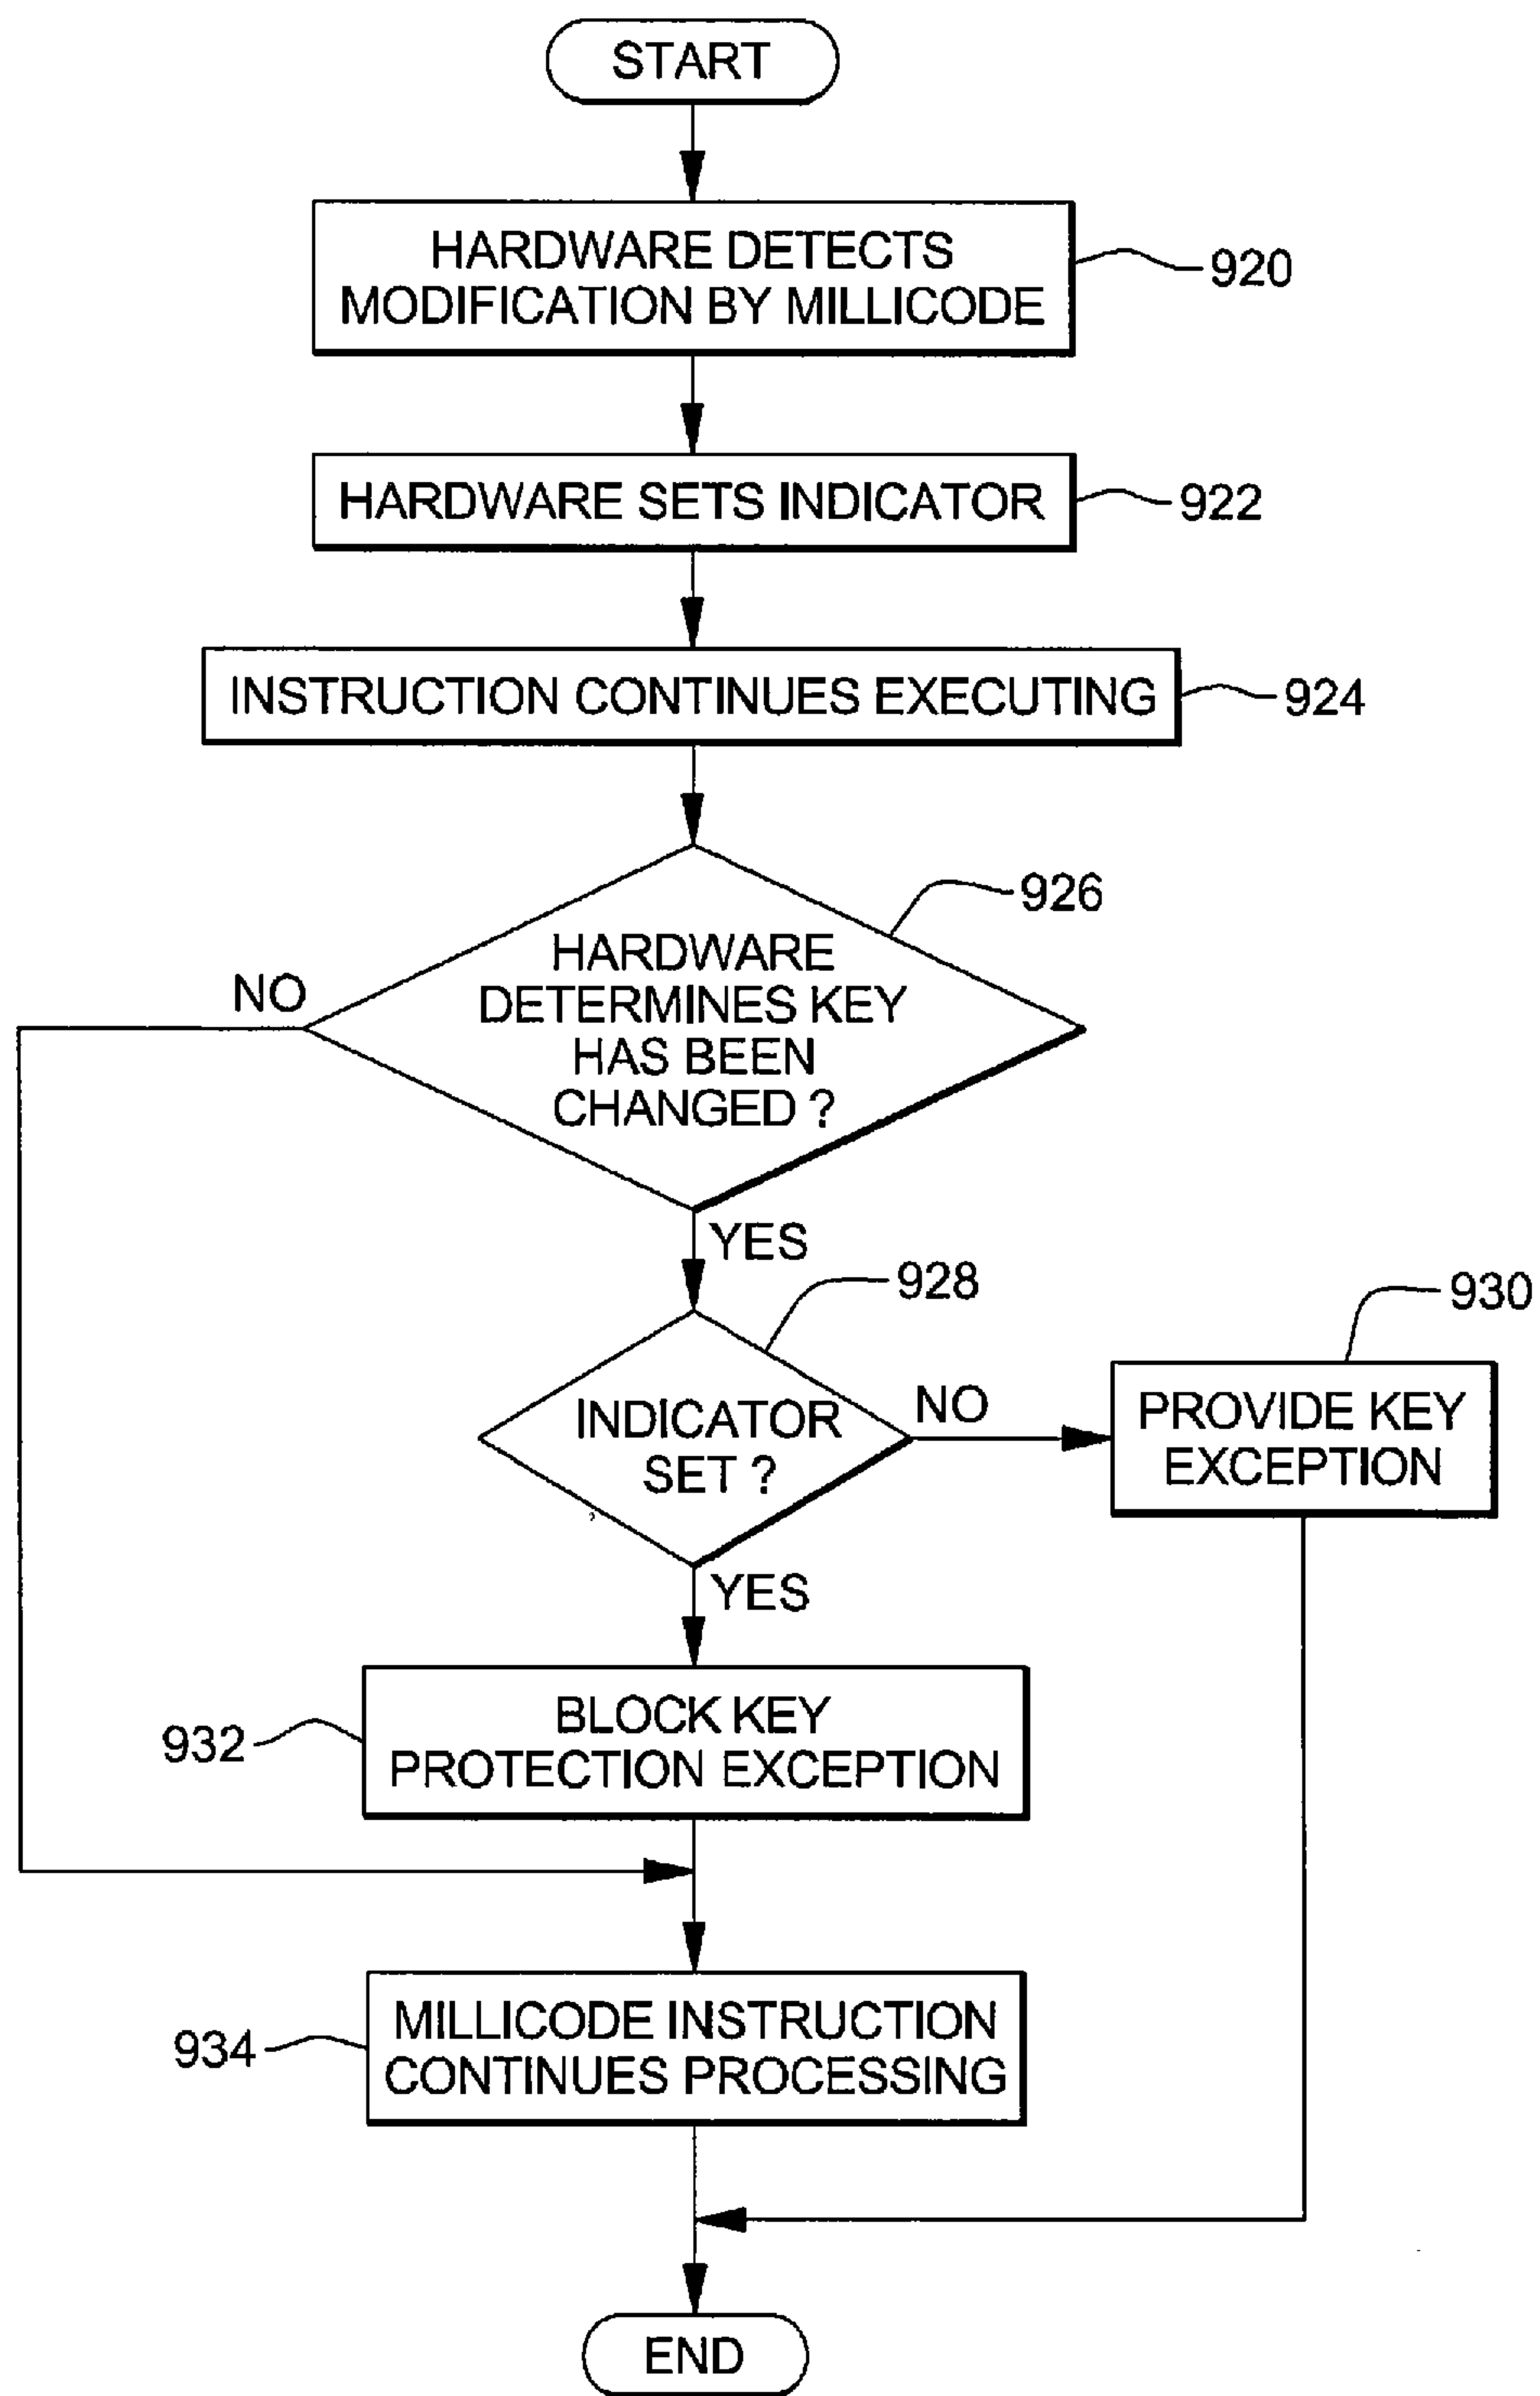 START
HARDWARE DETECTS
MODIFICATION BY MILLICODE
920
HARDWARE SETS INDICATOR
922
INSTRUCTION CONTINUES EXECUTING
924
926
HARDWARE
DETERMINES KEY
HAS BEEN
CHANGED ?
NO
YES
928
INDICATOR
SET ?
NO
930
PROVIDE KEY
EXCEPTION
YES
932
BLOCK KEY
PROTECTION EXCEPTION
934
MILLICODE INSTRUCTION
CONTINUES PROCESSING
END